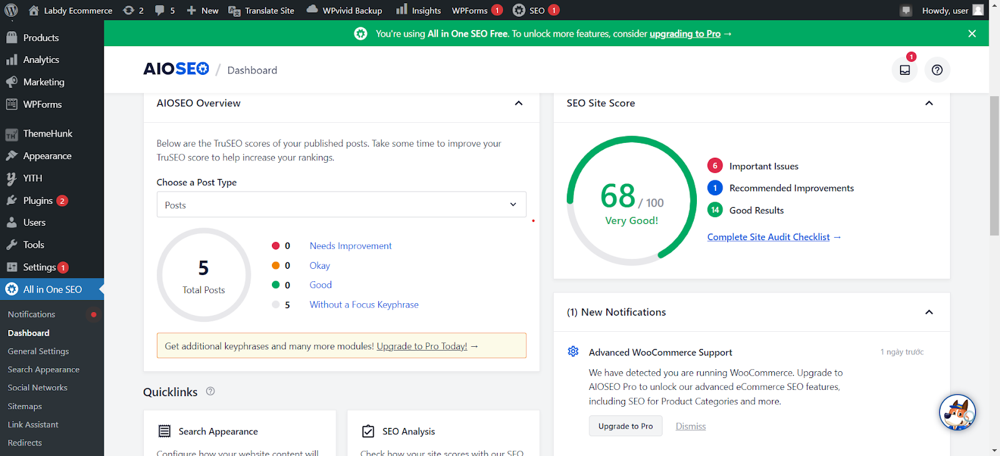 Labdy Ecommerce 2 5 New Translate Site WPvivid Backup Insights WPForms 1 SEO 1 Howdy, user
Products
Analytics
Marketing
WPForms
TH ThemeHunk
Appearance
YITH
Plugins 2
Users
Tools
Settings 1
All in One SEO
Notifications
Dashboard
General Settings
Search Appearance
Social Networks
Sitemaps
Link Assistant
Redirects
You're using All in One SEO Free. To unlock more features, consider upgrading to Pro →
AIOSEO / Dashboard
1
AIOSEO Overview
Below are the TruSEO scores of your published posts. Take some time to improve your
TruSEO score to help increase your rankings.
Choose a Post Type
Posts
5
Total Posts
0 Needs Improvement
0 Okay
0 Good
5 Without a Focus Keyphrase
Get additional keyphrases and many more modules! Upgrade to Pro Today! →
Quicklinks
Search Appearance
Configure how your website content will
SEO Analysis
Check how your site scores with our SEO
SEO Site Score
68 / 100
Very Good!
6 Important Issues
1 Recommended Improvements
14 Good Results
Complete Site Audit Checklist →
(1) New Notifications
Advanced WooCommerce Support 1 ngày trước
We have detected you are running WooCommerce. Upgrade to
AIOSEO Pro to unlock our advanced eCommerce SEO features,
including SEO for Product Categories and more.
Upgrade to Pro Dismiss